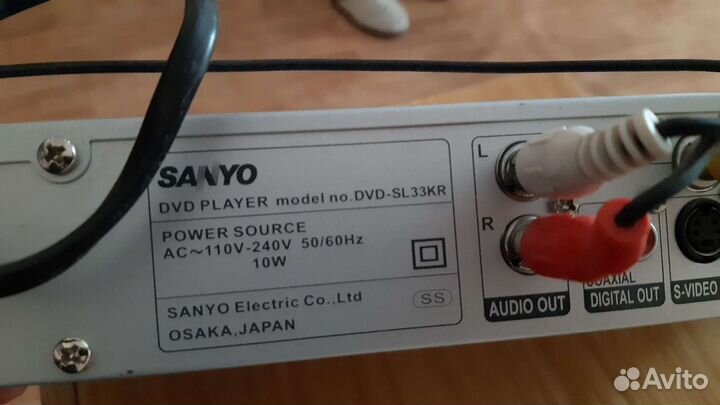 SANYO
DVD PLAYER model no.DVD-SL33KR
POWER SOURCE
AC~110V-240V 50/60Hz
10W
SANYO Electric Co.,Ltd
SS
OSAKA,JAPAN
L
R
AUDIO OUT
COAXIAL
DIGITAL OUT
S-VIDEO
Avito